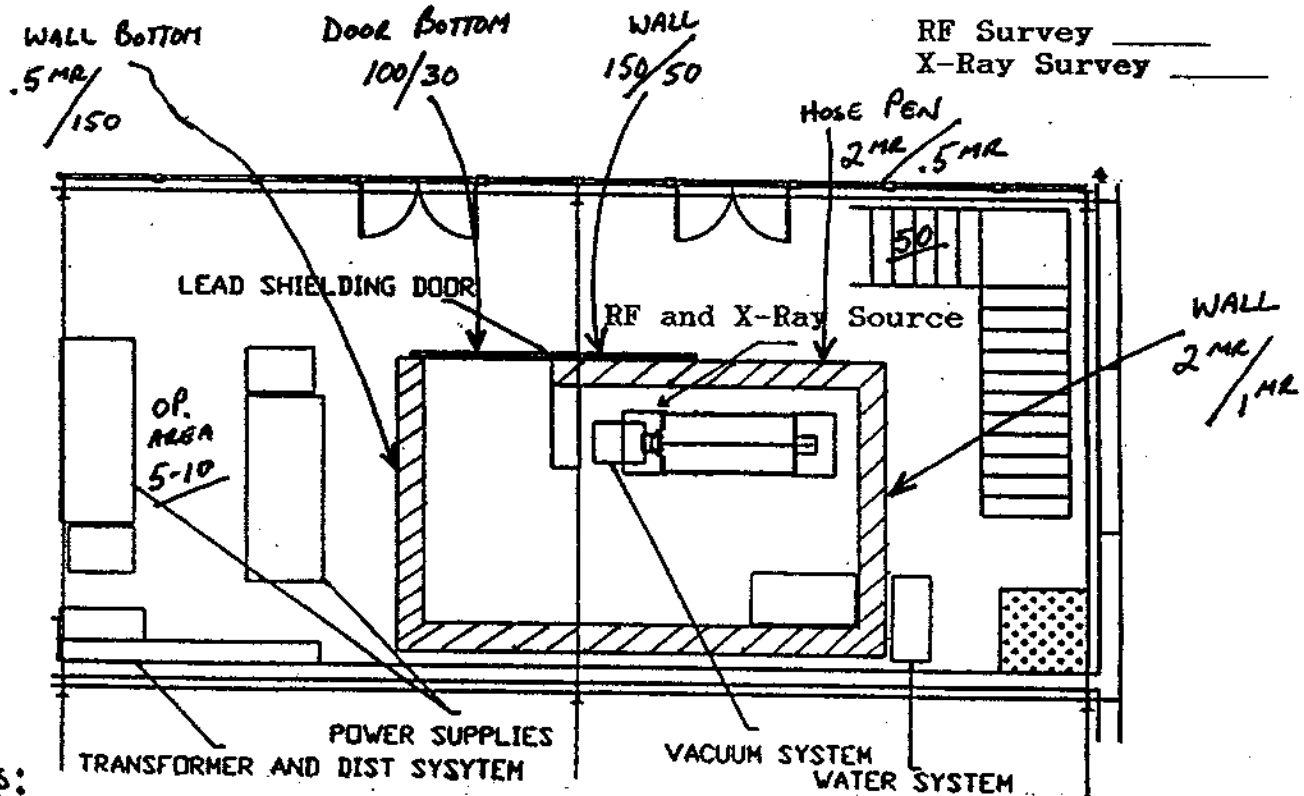 WALL BOTTOM
.5 MR/150
DOOR BOTTOM
100/30
WALL
150/50
RF Survey
X-Ray Survey
HOSE PEN
2 MR/.5 MR
50
LEAD SHIELDING DOOR
RF and X-Ray Source
WALL
2 MR/1 MR
OP.
AREA
5-10
POWER SUPPLIES
TRANSFORMER AND DIST SYSYTEM
VACUUM SYSTEM
WATER SYSTEM
S: